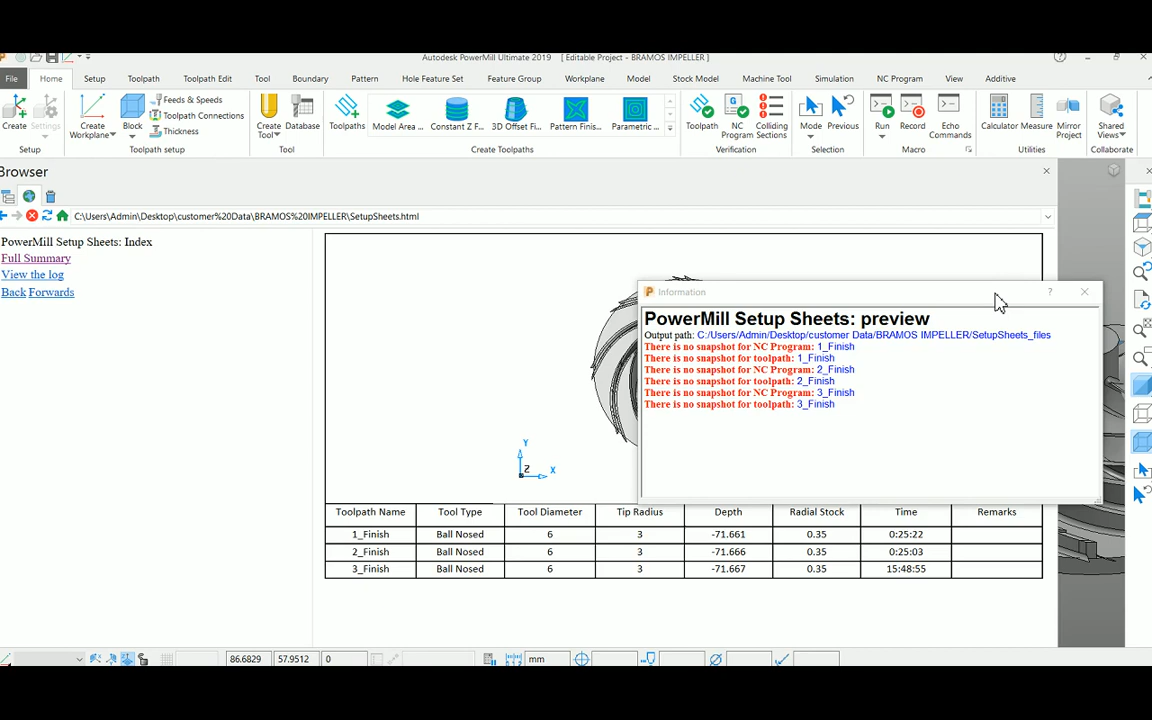 Autodesk PowerMill Ultimate 2019 [ Editable Project - BRAMOS IMPELLER ]
File Home Setup Toolpath Toolpath Edit Tool Boundary Pattern Hole Feature Set Feature Group Workplane Model Stock Model Machine Tool Simulation NC Program View Additive
Create
Settings
Setup
Create
Workplane
Block
Feeds & Speeds
Toolpath Connections
Thickness
Toolpath setup
Create
Tool
Database
Tool
Toolpaths
Model Area ...
Constant Z F...
3D Offset Fi...
Pattern Finis...
Parametric ...
Create Toolpaths
Toolpath
NC
Program
Colliding
Sections
Verification
Mode
Previous
Selection
Run
Record
Echo
Commands
Macro
Calculator
Measure
Mirror
Project
Utilities
Shared
Views
Collaborate
Browser
C:\Users\Admin\Desktop\customer%20Data\BRAMOS%20IMPELLER\SetupSheets.html
PowerMill Setup Sheets: Index
Full Summary
View the log
Back Forwards
Y
Z
X
Information
PowerMill Setup Sheets: preview
Output path: C:/Users/Admin/Desktop/customer Data/BRAMOS IMPELLER/SetupSheets_files
There is no snapshot for NC Program: 1_Finish
There is no snapshot for toolpath: 1_Finish
There is no snapshot for NC Program: 2_Finish
There is no snapshot for toolpath: 2_Finish
There is no snapshot for NC Program: 3_Finish
There is no snapshot for toolpath: 3_Finish
Toolpath Name Tool Type Tool Diameter Tip Radius Depth Radial Stock Time Remarks
1_Finish Ball Nosed 6 3 -71.661 0.35 0:25:22
2_Finish Ball Nosed 6 3 -71.666 0.35 0:25:03
3_Finish Ball Nosed 6 3 -71.667 0.35 15:48:55
86.6829 57.9512 0 mm